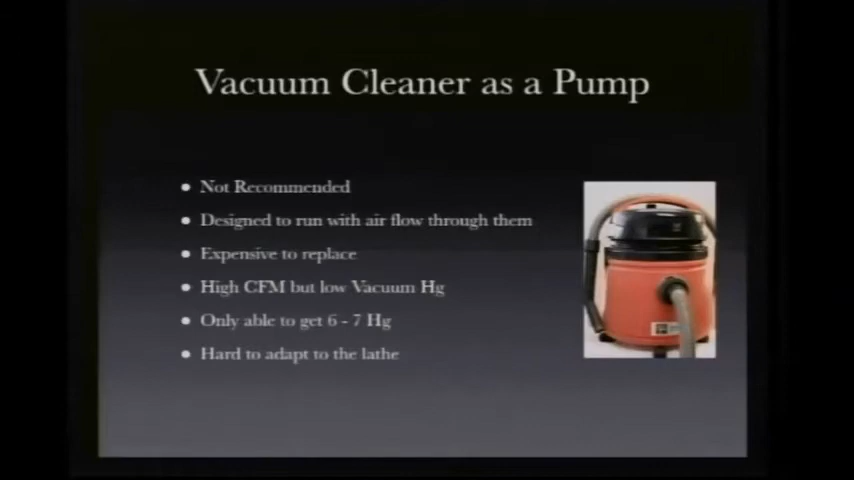 Vacuum Cleaner as a Pump
• Not Recommended
• Designed to run with air flow through them
• Expensive to replace
• High CFM but low Vacuum Hg
• Only able to get 6 - 7 Hg
• Hard to adapt to the lathe